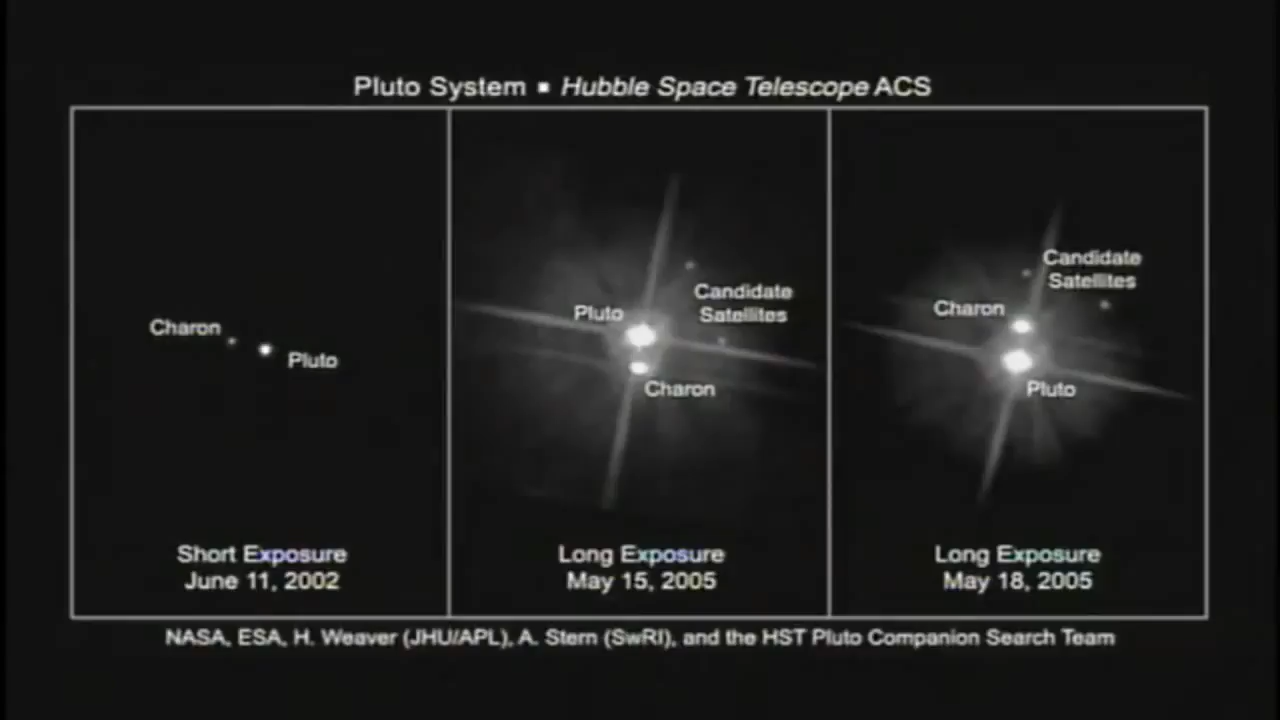 Pluto System ▪ Hubble Space Telescope ACS
Charon
Pluto
Short Exposure
June 11, 2002
Pluto
Candidate
Satellites
Charon
Long Exposure
May 15, 2005
Candidate
Satellites
Charon
Pluto
Long Exposure
May 18, 2005
NASA, ESA, H. Weaver (JHU/APL), A. Stern (SwRI), and the HST Pluto Companion Search Team